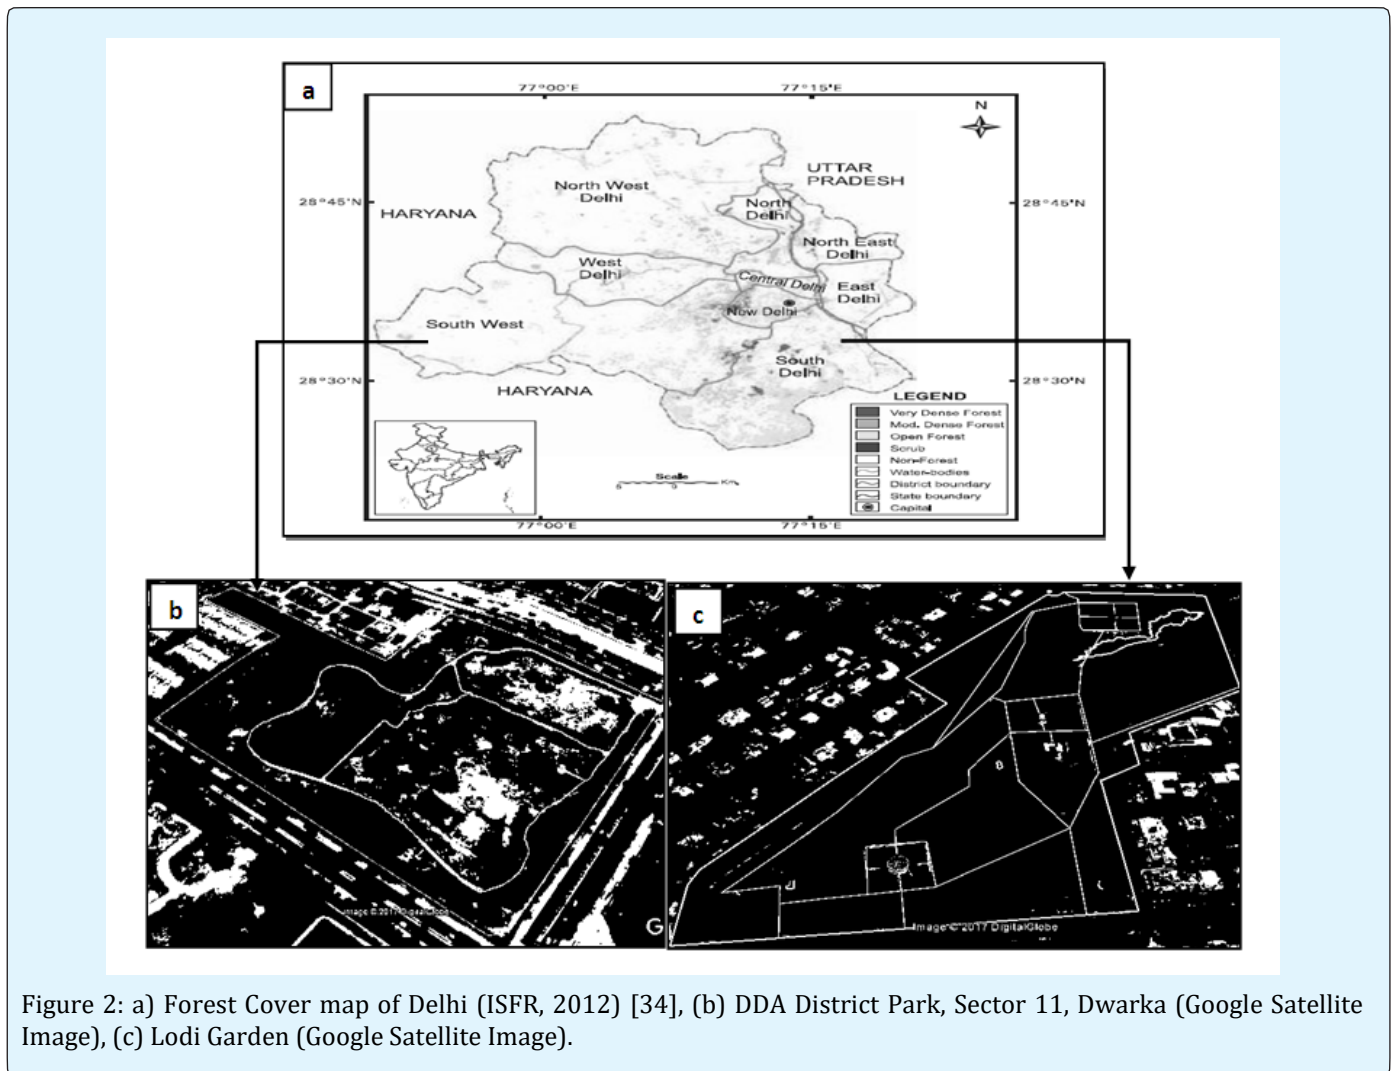 a
77°00'E
77°15'E
N
UTTAR
PRADESH
North West
Delhi
North
Delhi
28°45'N
28°45'N
HARYANA
North East
Delhi
West
Delhi
Central Delhi
East
Delhi
New Delhi
South West
South
Delhi
28°30'N
28°30'N
HARYANA
LEGEND
Very Dense Forest
Mod. Dense Forest
Open Forest
Scrub
Non-Forest
Water-bodies
District boundary
State boundary
Capital
Scale
Km
77°00'E
77°15'E
b
c
Image © 2017 DigitalGlobe
G
Image © 2017 DigitalGlobe
Figure 2: a) Forest Cover map of Delhi (ISFR, 2012) [34], (b) DDA District Park, Sector 11, Dwarka (Google Satellite
Image), (c) Lodi Garden (Google Satellite Image).